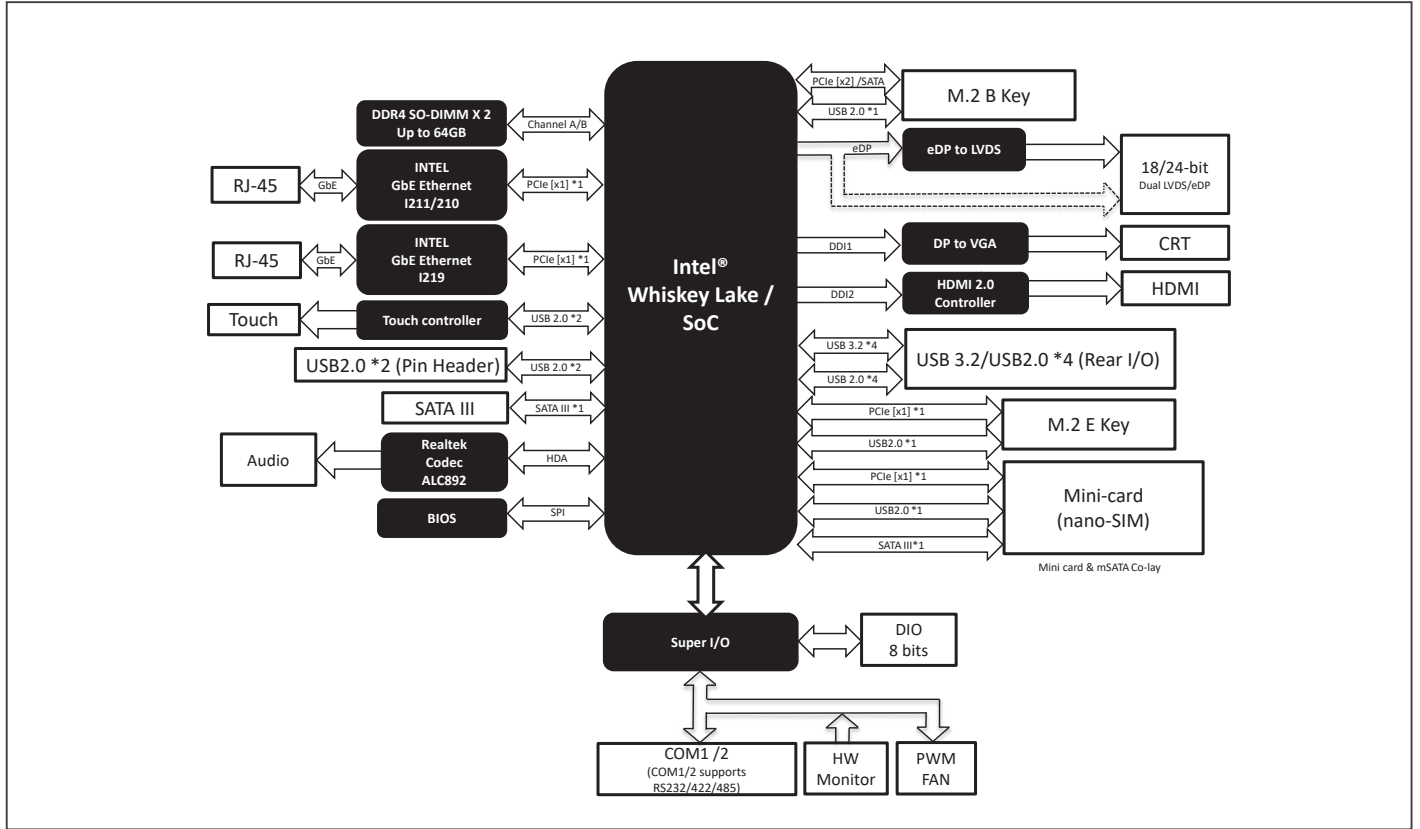 DDR4 SO-DIMM X 2
Up to 64GB
Channel A/B
RJ-45
GbE
INTEL
GbE Ethernet
I211/210
PCIe [x1] *1
RJ-45
GbE
INTEL
GbE Ethernet
I219
PCIe [x1] *1
Touch
Touch controller
USB 2.0 *2
USB2.0 *2 (Pin Header)
USB 2.0 *2
SATA III
SATA III *1
Audio
Realtek
Codec
ALC892
HDA
BIOS
SPI
Intel®
Whiskey Lake /
SoC
PCIe [x2] /SATA
USB 2.0 *1
M.2 B Key
eDP
eDP to LVDS
18/24-bit
Dual LVDS/eDP
DDI1
DP to VGA
CRT
DDI2
HDMI 2.0
Controller
HDMI
USB 3.2 *4
USB 2.0 *4
USB 3.2/USB2.0 *4 (Rear I/O)
PCIe [x1] *1
USB2.0 *1
M.2 E Key
PCIe [x1] *1
USB2.0 *1
SATA III*1
Mini-card
(nano-SIM)
Mini card & mSATA Co-lay
Super I/O
DIO
8 bits
COM1 /2
(COM1/2 supports
RS232/422/485)
HW
Monitor
PWM
FAN